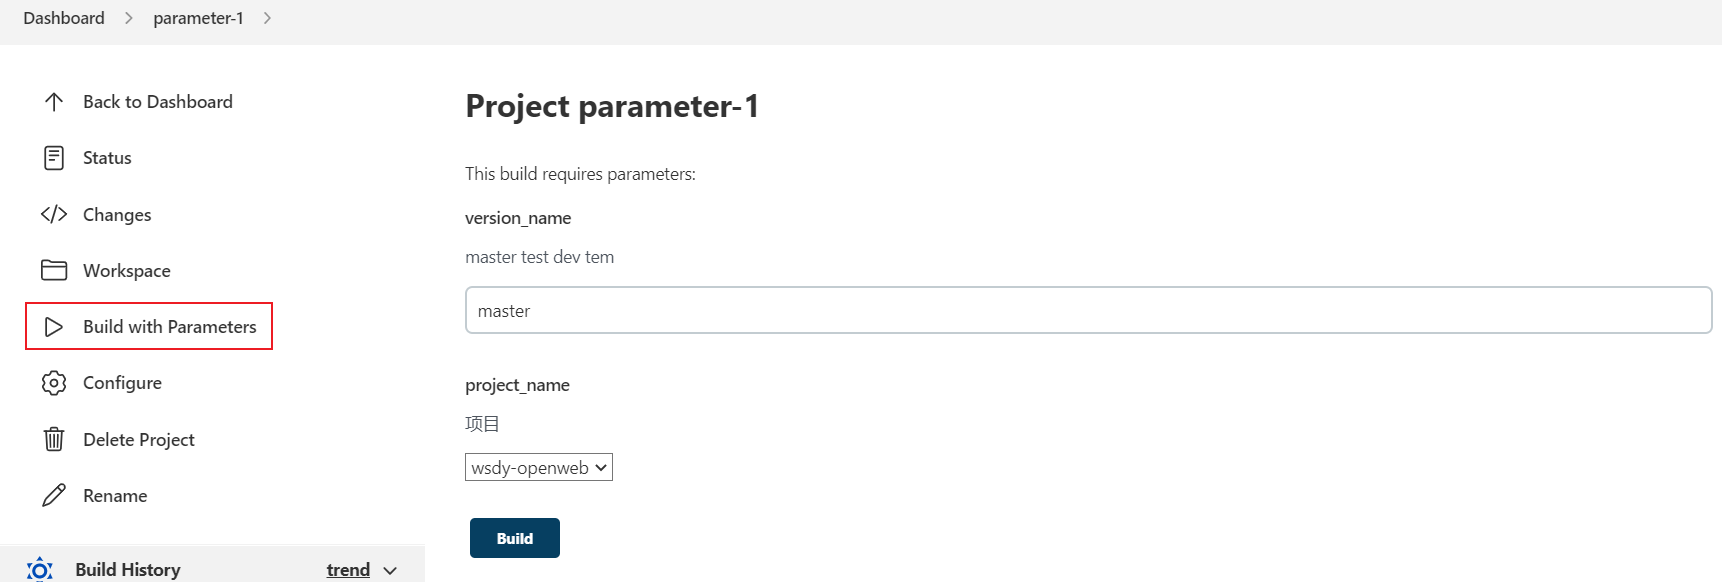 Dashboard > parameter-1 >
Back to Dashboard
Status
Changes
Workspace
Build with Parameters
Configure
Delete Project
Rename
Build History trend
Project parameter-1
This build requires parameters:
version_name
master test dev tem
master
project_name
项目
wsdy-openweb
Build